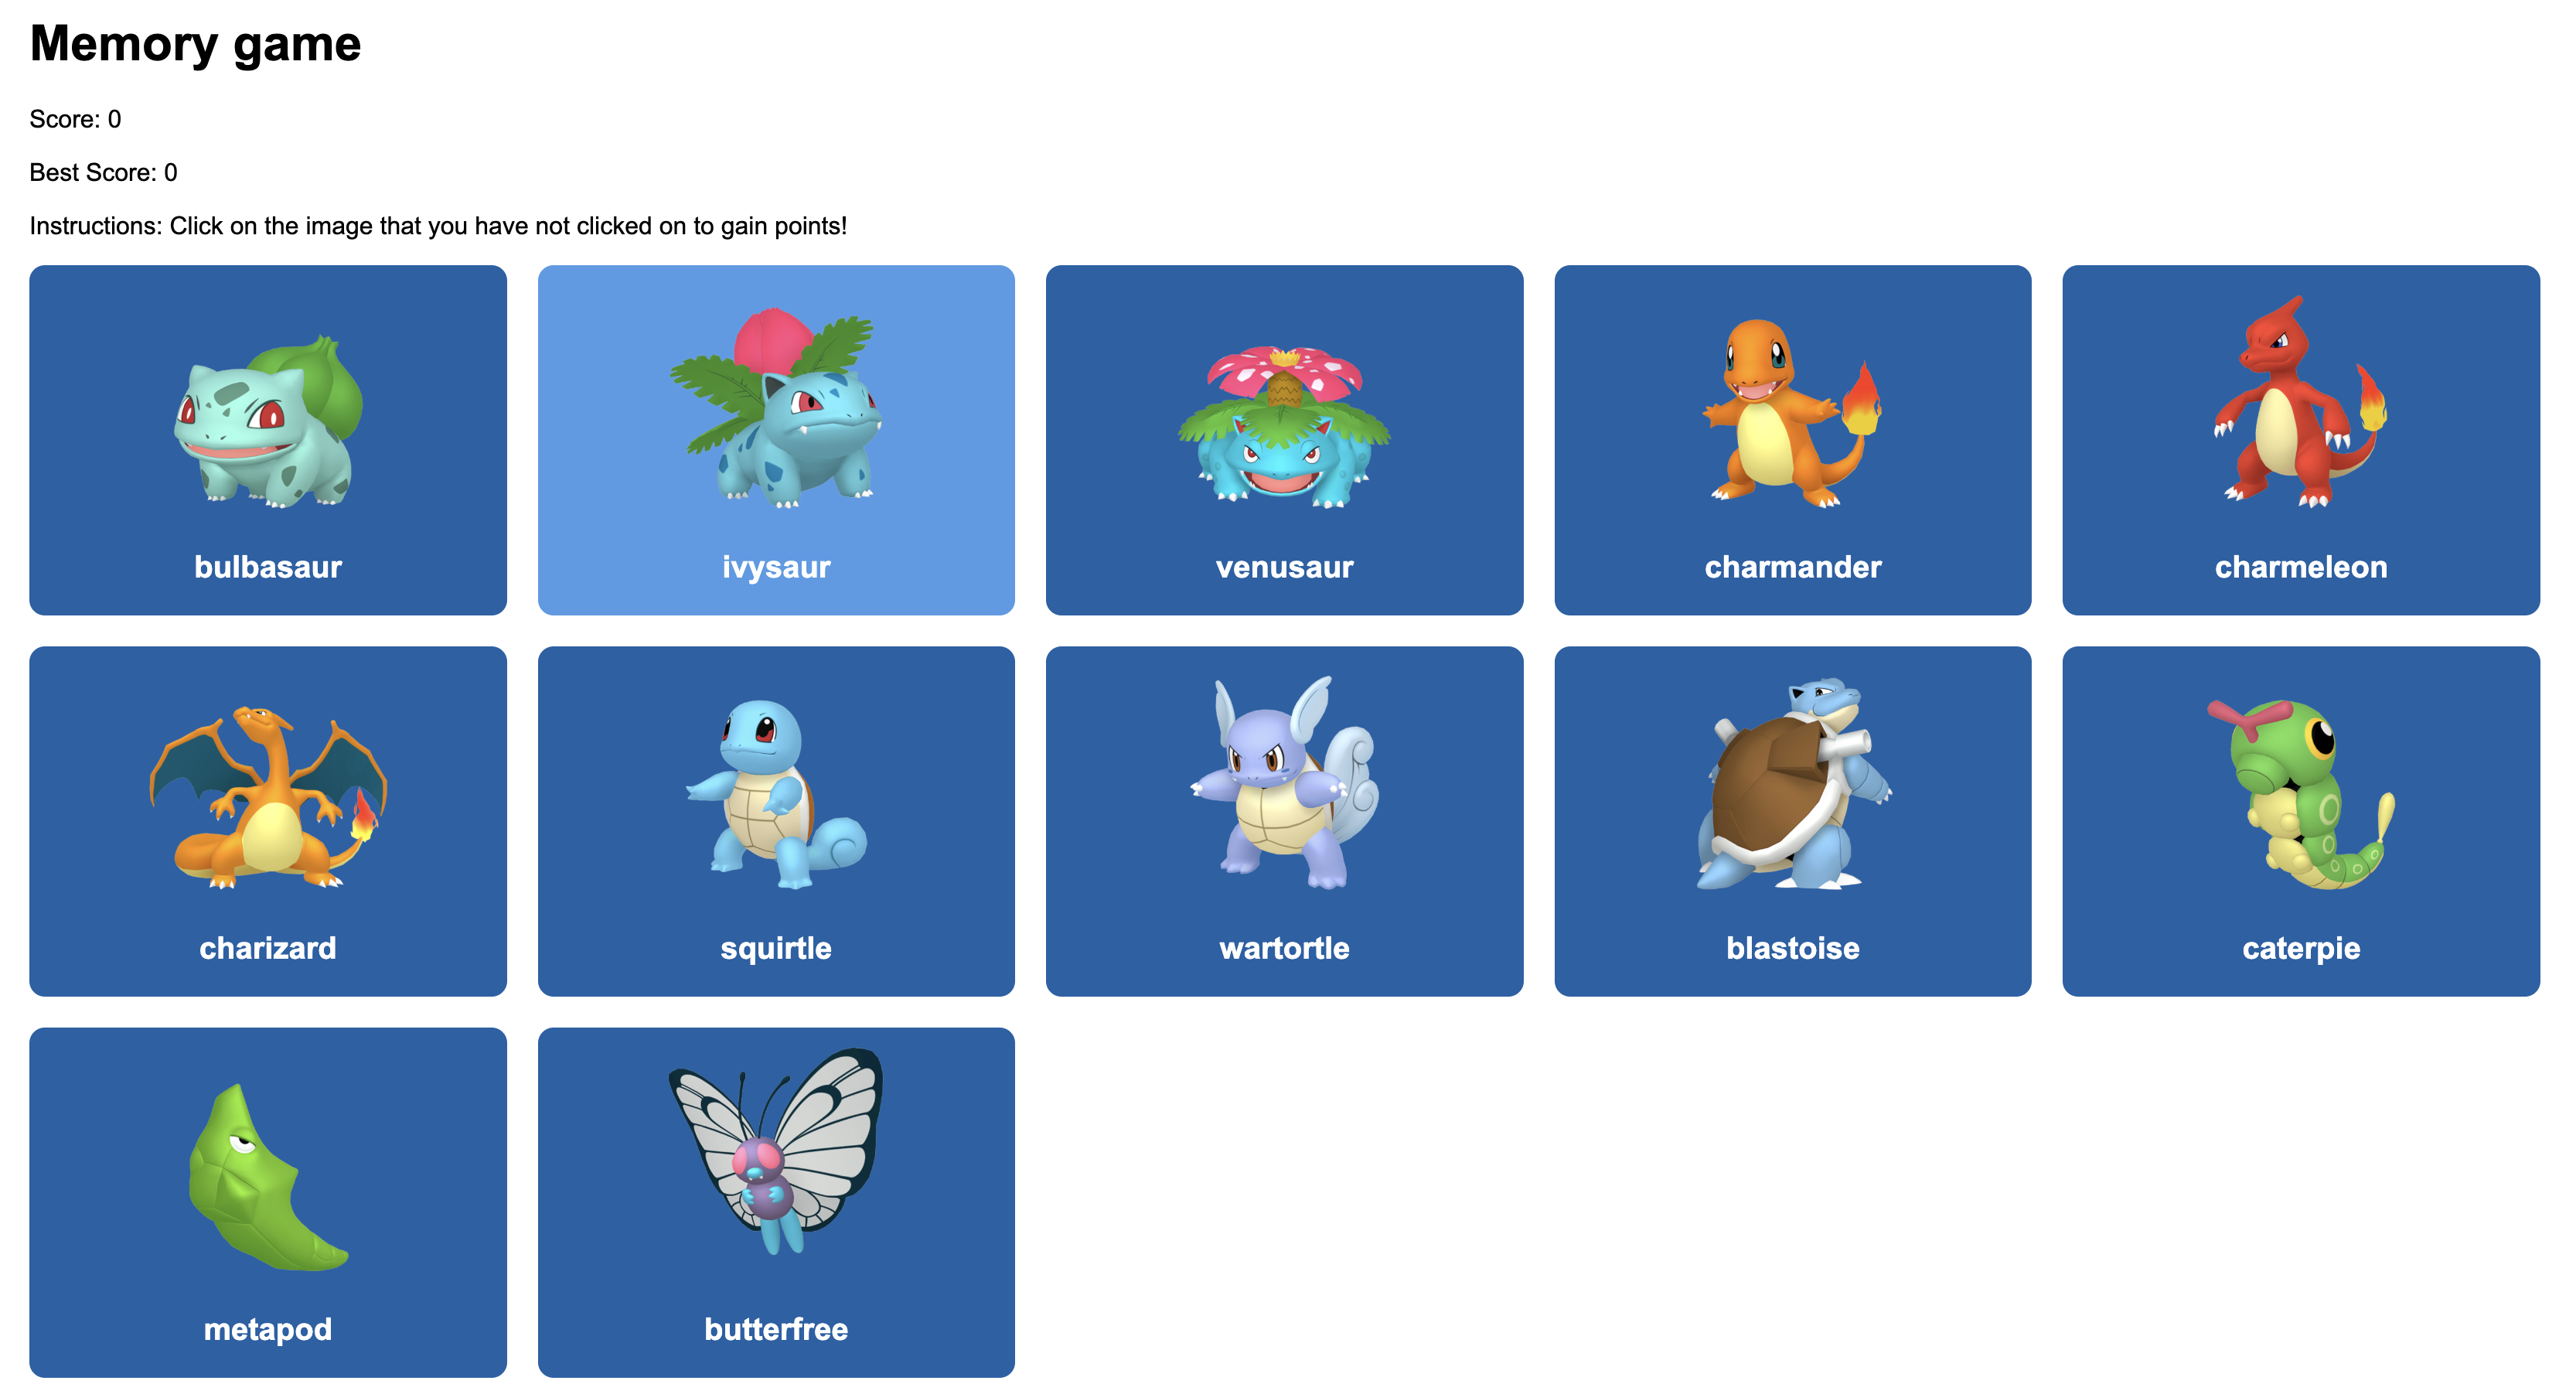 Memory game
Score: 0
Best Score: 0
Instructions: Click on the image that you have not clicked on to gain points!
bulbasaur
ivysaur
venusaur
charmander
charmeleon
charizard
squirtle
wartortle
blastoise
caterpie
metapod
butterfree